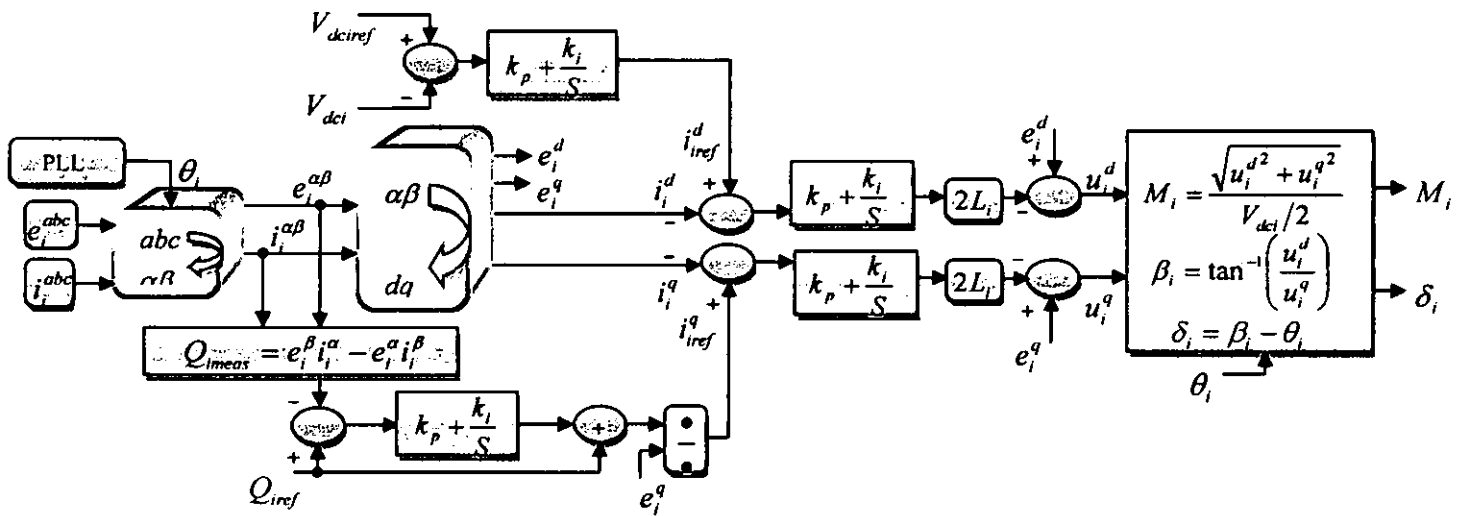 V_dciref
+
k_p + k_i/S
−
V_dci
PLL
θ_i
e_i^abc
i_i^abc
abc
αβ
e_i^αβ
i_i^αβ
αβ
dq
e_i^d
e_i^q
i_i^d
i_i^q
i_iref^d
+
−
−
+
i_iref^q
k_p + k_i/S
k_p + k_i/S
2L_i
2L_i
e_i^d
+
−
u_i^d
−
+
u_i^q
e_i^q
M_i = √(u_i^d² + u_i^q²) / (V_dci/2)
β_i = tan⁻¹(u_i^d / u_i^q)
δ_i = β_i − θ_i
θ_i
M_i
δ_i
Q_imeas = e_i^β i_i^α − e_i^α i_i^β
−
+
k_p + k_i/S
+
÷
Q_iref
e_i^q